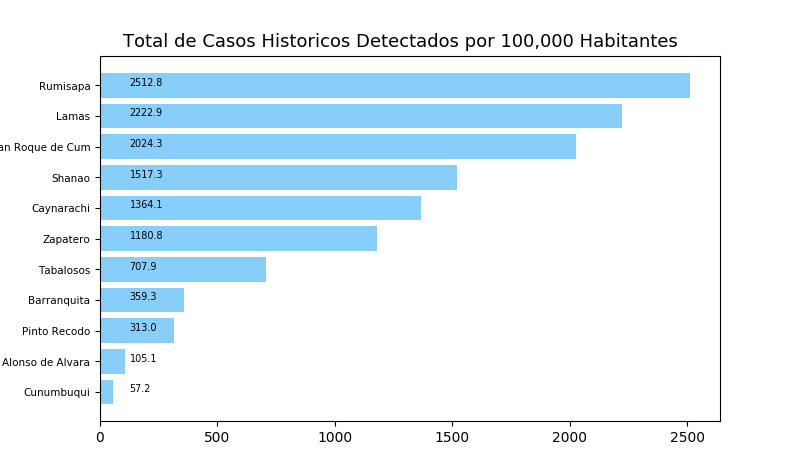 Total de Casos Historicos Detectados por 100,000 Habitantes
Rumisapa 2512.8
Lamas 2222.9
an Roque de Cum 2024.3
Shanao 1517.3
Caynarachi 1364.1
Zapatero 1180.8
Tabalosos 707.9
Barranquita 359.3
Pinto Recodo 313.0
Alonso de Alvara 105.1
Cunumbuqui 57.2
0 500 1000 1500 2000 2500